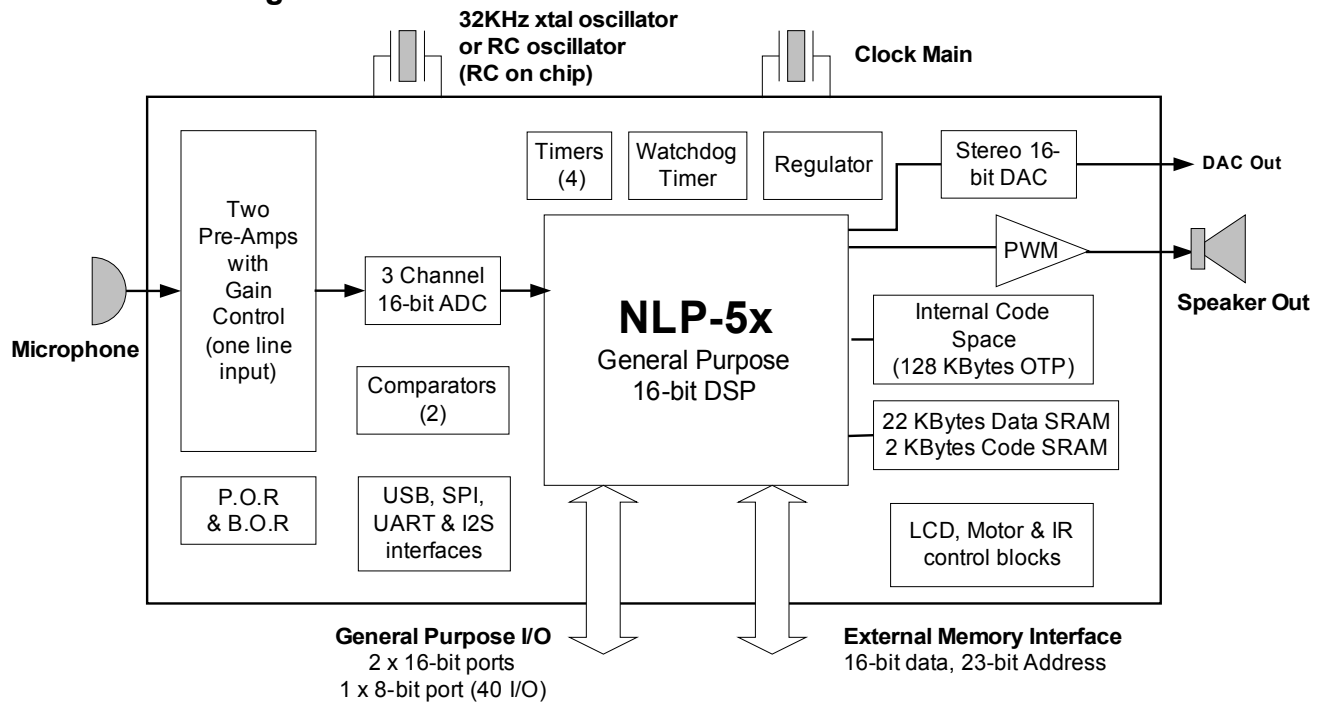 32KHz xtal oscillator
or RC oscillator
(RC on chip)
Clock Main
Timers
(4)
Watchdog
Timer
Regulator
Stereo 16-
bit DAC
DAC Out
Two
Pre-Amps
with
Gain
Control
(one line
input)
3 Channel
16-bit ADC
NLP-5x
General Purpose
16-bit DSP
PWM
Speaker Out
Microphone
Internal Code
Space
(128 KBytes OTP)
Comparators
(2)
22 KBytes Data SRAM
2 KBytes Code SRAM
P.O.R
& B.O.R
USB, SPI,
UART & I2S
interfaces
LCD, Motor & IR
control blocks
General Purpose I/O
2 x 16-bit ports
1 x 8-bit port (40 I/O)
External Memory Interface
16-bit data, 23-bit Address